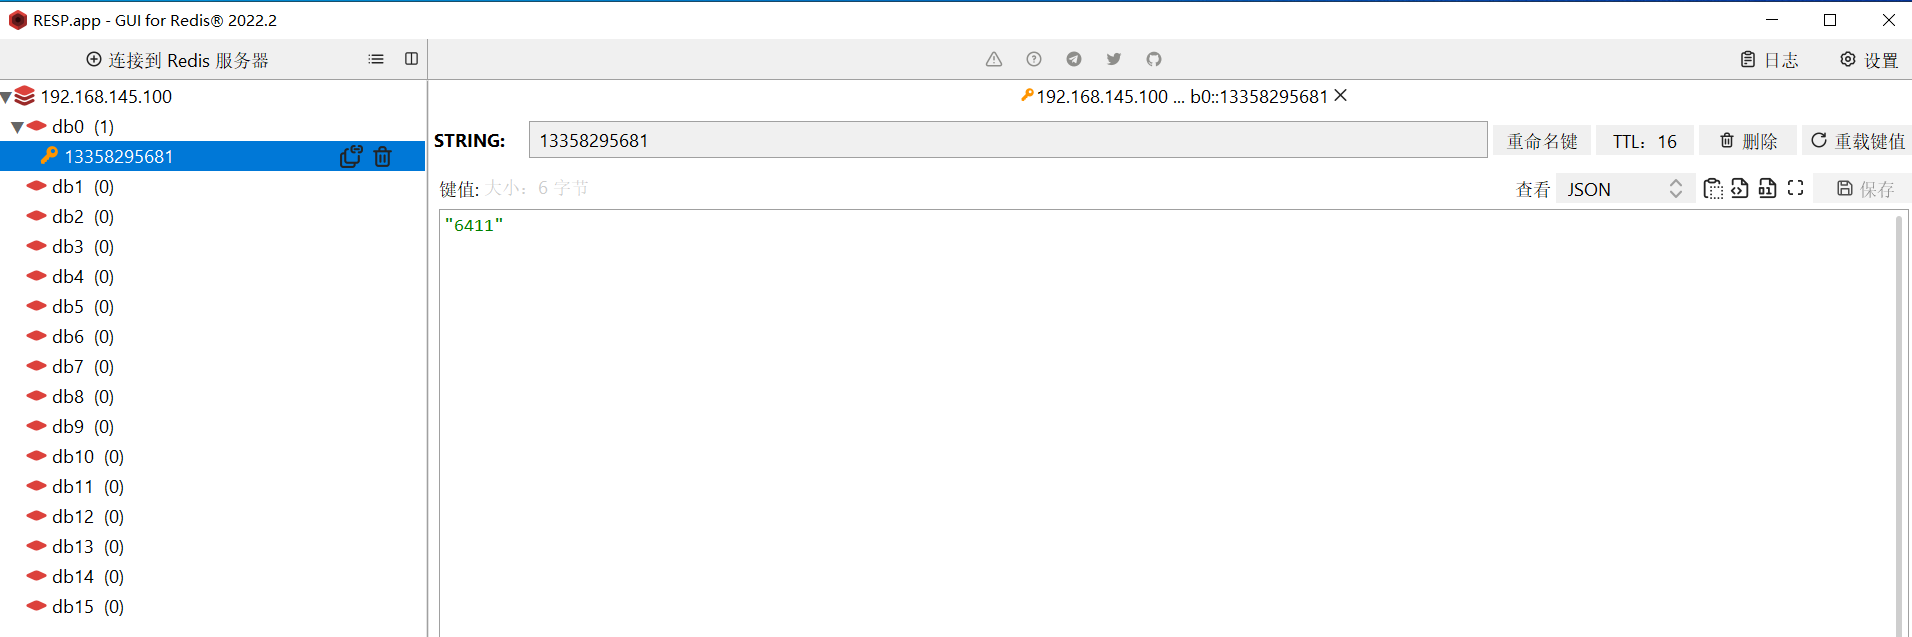 RESP.app - GUI for Redis® 2022.2
连接到 Redis 服务器
日志
设置
192.168.145.100
db0 (1)
13358295681
db1 (0)
db2 (0)
db3 (0)
db4 (0)
db5 (0)
db6 (0)
db7 (0)
db8 (0)
db9 (0)
db10 (0)
db11 (0)
db12 (0)
db13 (0)
db14 (0)
db15 (0)
192.168.145.100 ... b0::13358295681
STRING: 13358295681 重命名键 TTL: 16 删除 重载键值
键值: 大小: 6 字节 查看 JSON 保存
"6411"